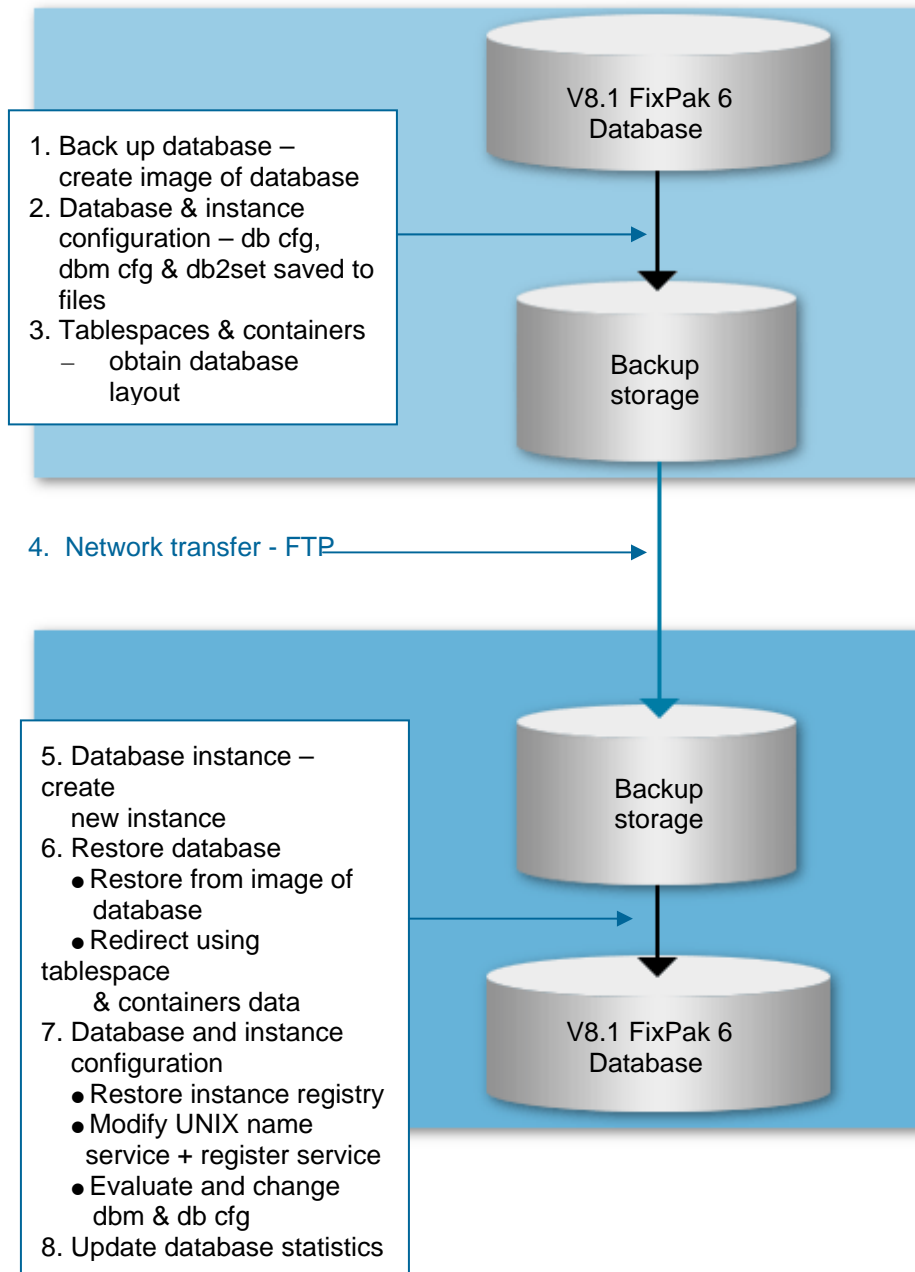 V8.1 FixPak 6
Database
1. Back up database –
create image of database
2. Database & instance
configuration – db cfg,
dbm cfg & db2set saved to
files
3. Tablespaces & containers
– obtain database
layout
Backup
storage
4. Network transfer - FTP
5. Database instance –
create
new instance
6. Restore database
● Restore from image of
database
● Redirect using
tablespace
& containers data
7. Database and instance
configuration
● Restore instance registry
● Modify UNIX name
service + register service
● Evaluate and change
dbm & db cfg
8. Update database statistics
Backup
storage
V8.1 FixPak 6
Database